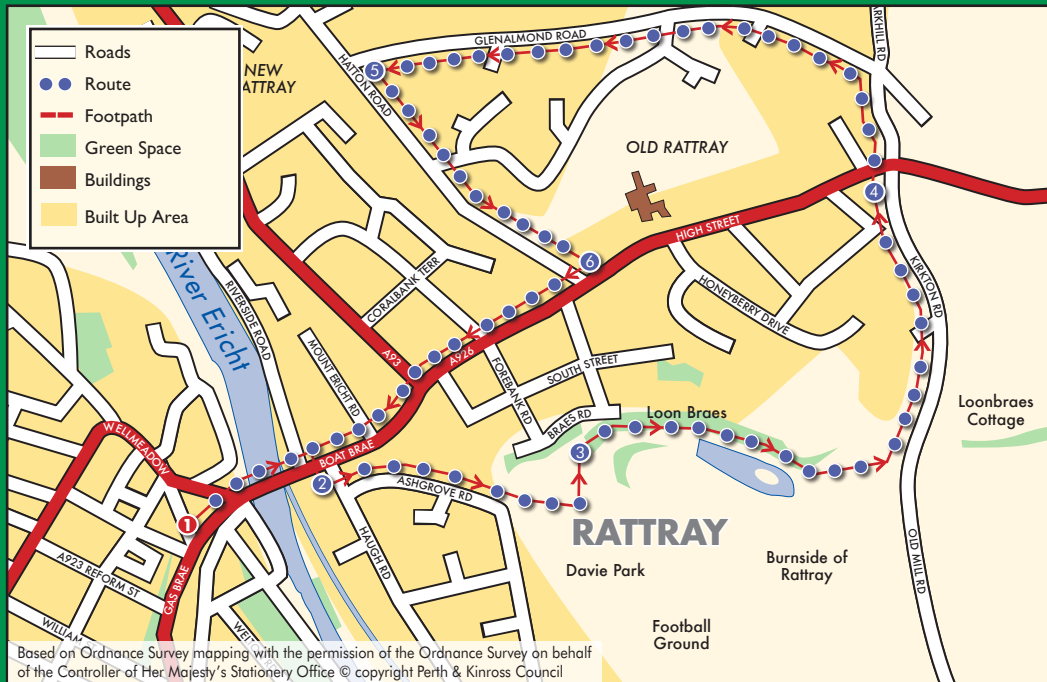 Roads
Route
Footpath
Green Space
Buildings
Built Up Area
GLENALMOND ROAD
ARKHILL RD
NEW
ATTRAY
HATTON ROAD
5
OLD RATTRAY
4
HIGH STREET
6
River Ericht
RIVERSIDE ROAD
CORALBANK TERR
HONEYBERRY DRIVE
KIRKTON RD
MOUNT ERICHT RD
A93
A926
FOREBANK RD
SOUTH STREET
BRAES RD
Loon Braes
Loonbraes
Cottage
WELLMEADOW
BOAT BRAE
3
2
ASHGROVE RD
1
RATTRAY
Davie Park
Burnside of
Rattray
OLD MILL RD
HAUGH RD
A923 REFORM ST
GAS BRAE
Football
Ground
WILLIAM
WEL
Based on Ordnance Survey mapping with the permission of the Ordnance Survey on behalf
of the Controller of Her Majesty's Stationery Office © copyright Perth & Kinross Council